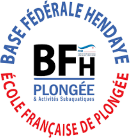 BASE FÉDÉRALE HENDAYE
BFH
PLONGÉE
& Activités Subaquatiques
ÉCOLE FRANÇAISE DE PLONGÉE